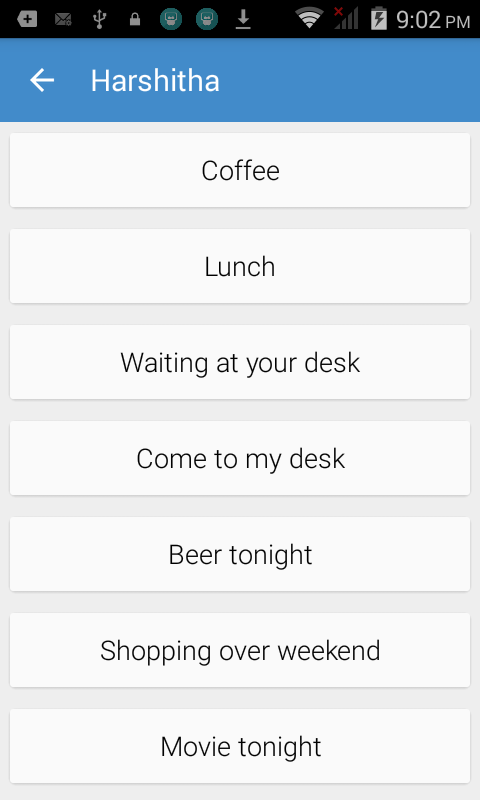 9:02 PM
Harshitha
Coffee
Lunch
Waiting at your desk
Come to my desk
Beer tonight
Shopping over weekend
Movie tonight